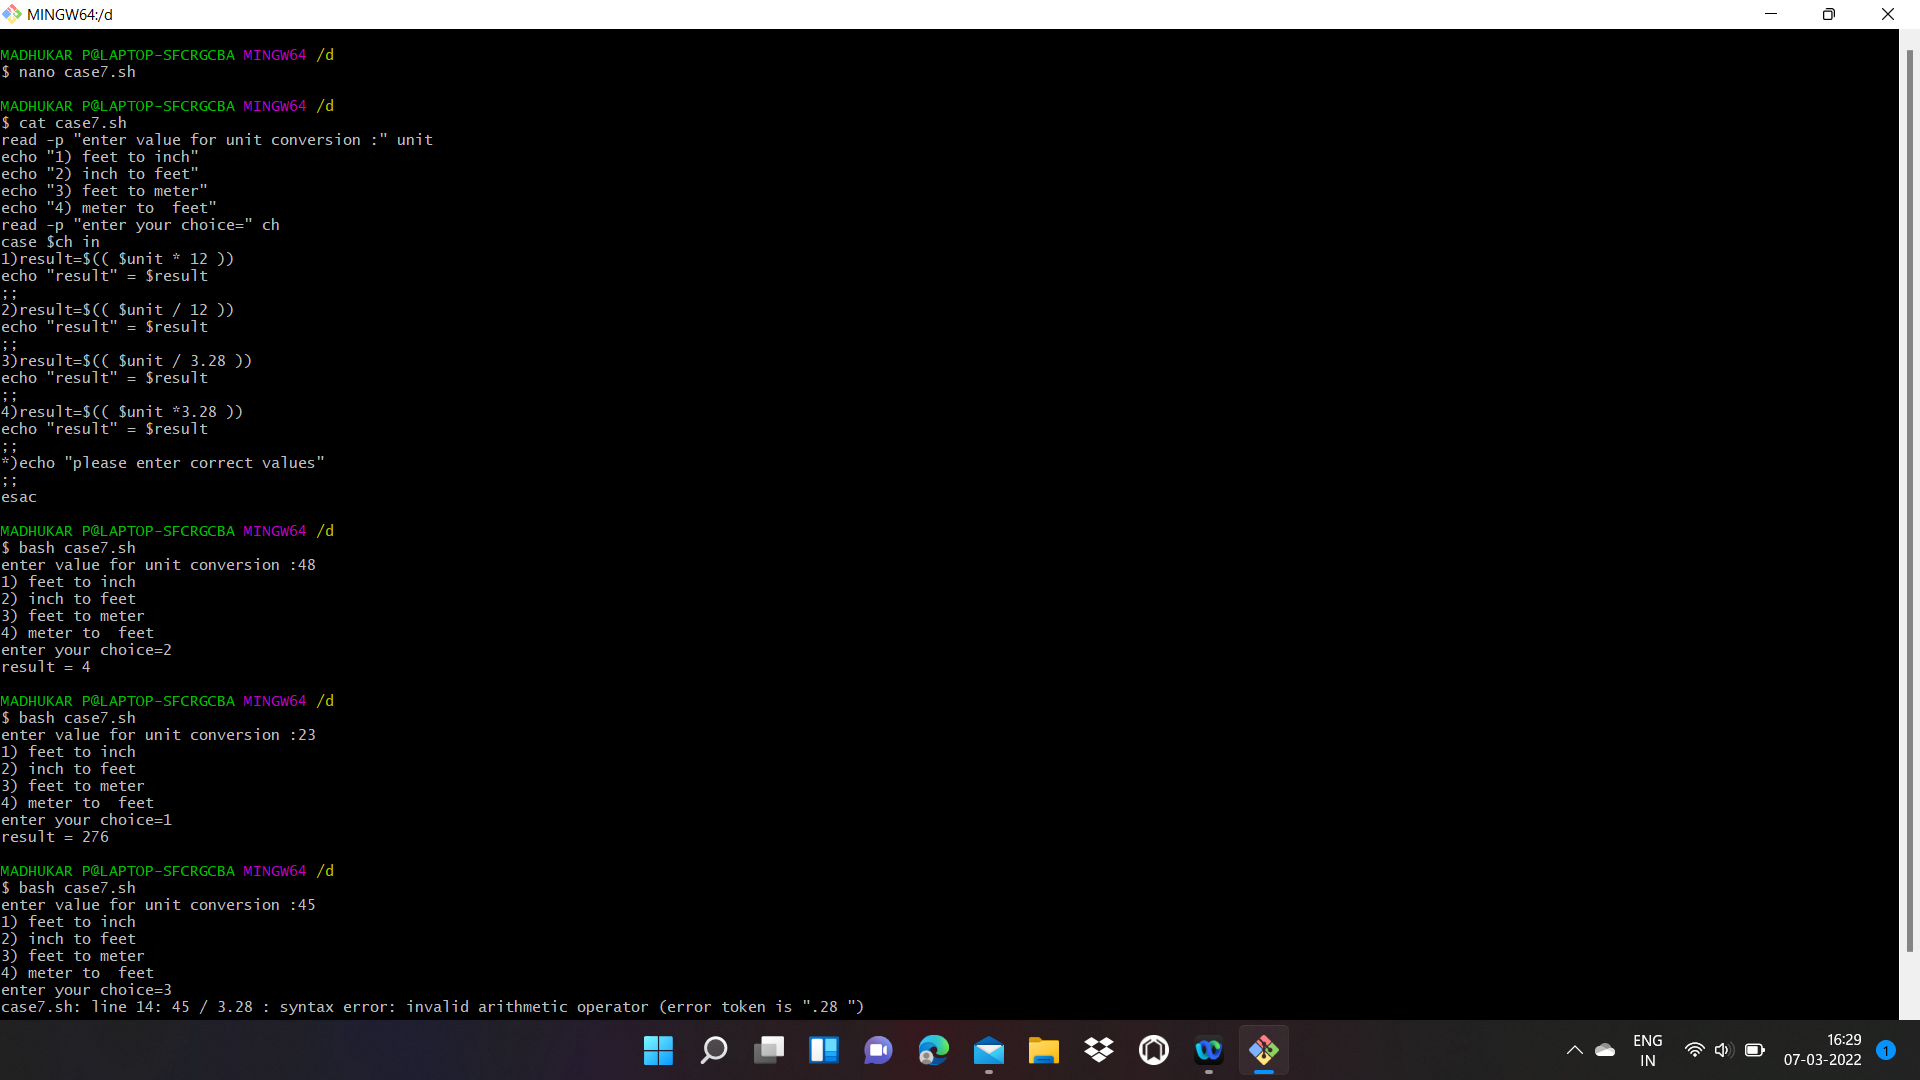 MINGW64:/d
MADHUKAR P@LAPTOP-SFCRGCBA MINGW64 /d
$ nano case7.sh
MADHUKAR P@LAPTOP-SFCRGCBA MINGW64 /d
$ cat case7.sh
read -p "enter value for unit conversion :" unit
echo "1) feet to inch"
echo "2) inch to feet"
echo "3) feet to meter"
echo "4) meter to  feet"
read -p "enter your choice=" ch
case $ch in
1)result=$(( $unit * 12 ))
echo "result" = $result
;;
2)result=$(( $unit / 12 ))
echo "result" = $result
;;
3)result=$(( $unit / 3.28 ))
echo "result" = $result
;;
4)result=$(( $unit *3.28 ))
echo "result" = $result
;;
*)echo "please enter correct values"
;;
esac
MADHUKAR P@LAPTOP-SFCRGCBA MINGW64 /d
$ bash case7.sh
enter value for unit conversion :48
1) feet to inch
2) inch to feet
3) feet to meter
4) meter to  feet
enter your choice=2
result = 4
MADHUKAR P@LAPTOP-SFCRGCBA MINGW64 /d
$ bash case7.sh
enter value for unit conversion :23
1) feet to inch
2) inch to feet
3) feet to meter
4) meter to  feet
enter your choice=1
result = 276
MADHUKAR P@LAPTOP-SFCRGCBA MINGW64 /d
$ bash case7.sh
enter value for unit conversion :45
1) feet to inch
2) inch to feet
3) feet to meter
4) meter to  feet
enter your choice=3
case7.sh: line 14: 45 / 3.28 : syntax error: invalid arithmetic operator (error token is ".28 ")
ENG
IN
16:29
07-03-2022
1